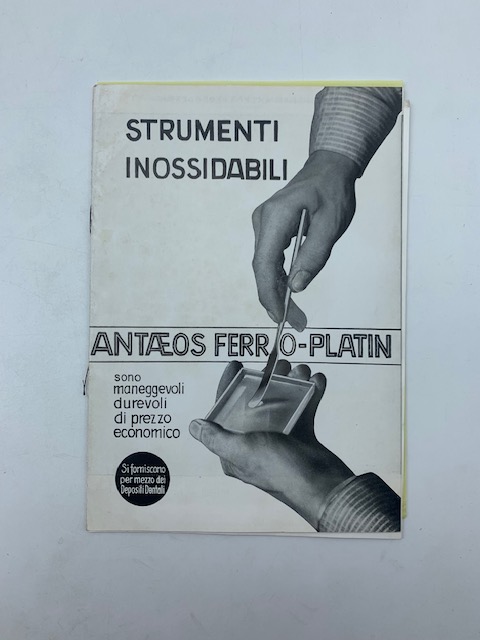 STRUMENTI
INOSSIDABILI
ANTÆOS FERRO-PLATIN
sono
maneggevoli
durevoli
di prezzo
economico
Si forniscono
per mezzo dei
Depositi Dentali